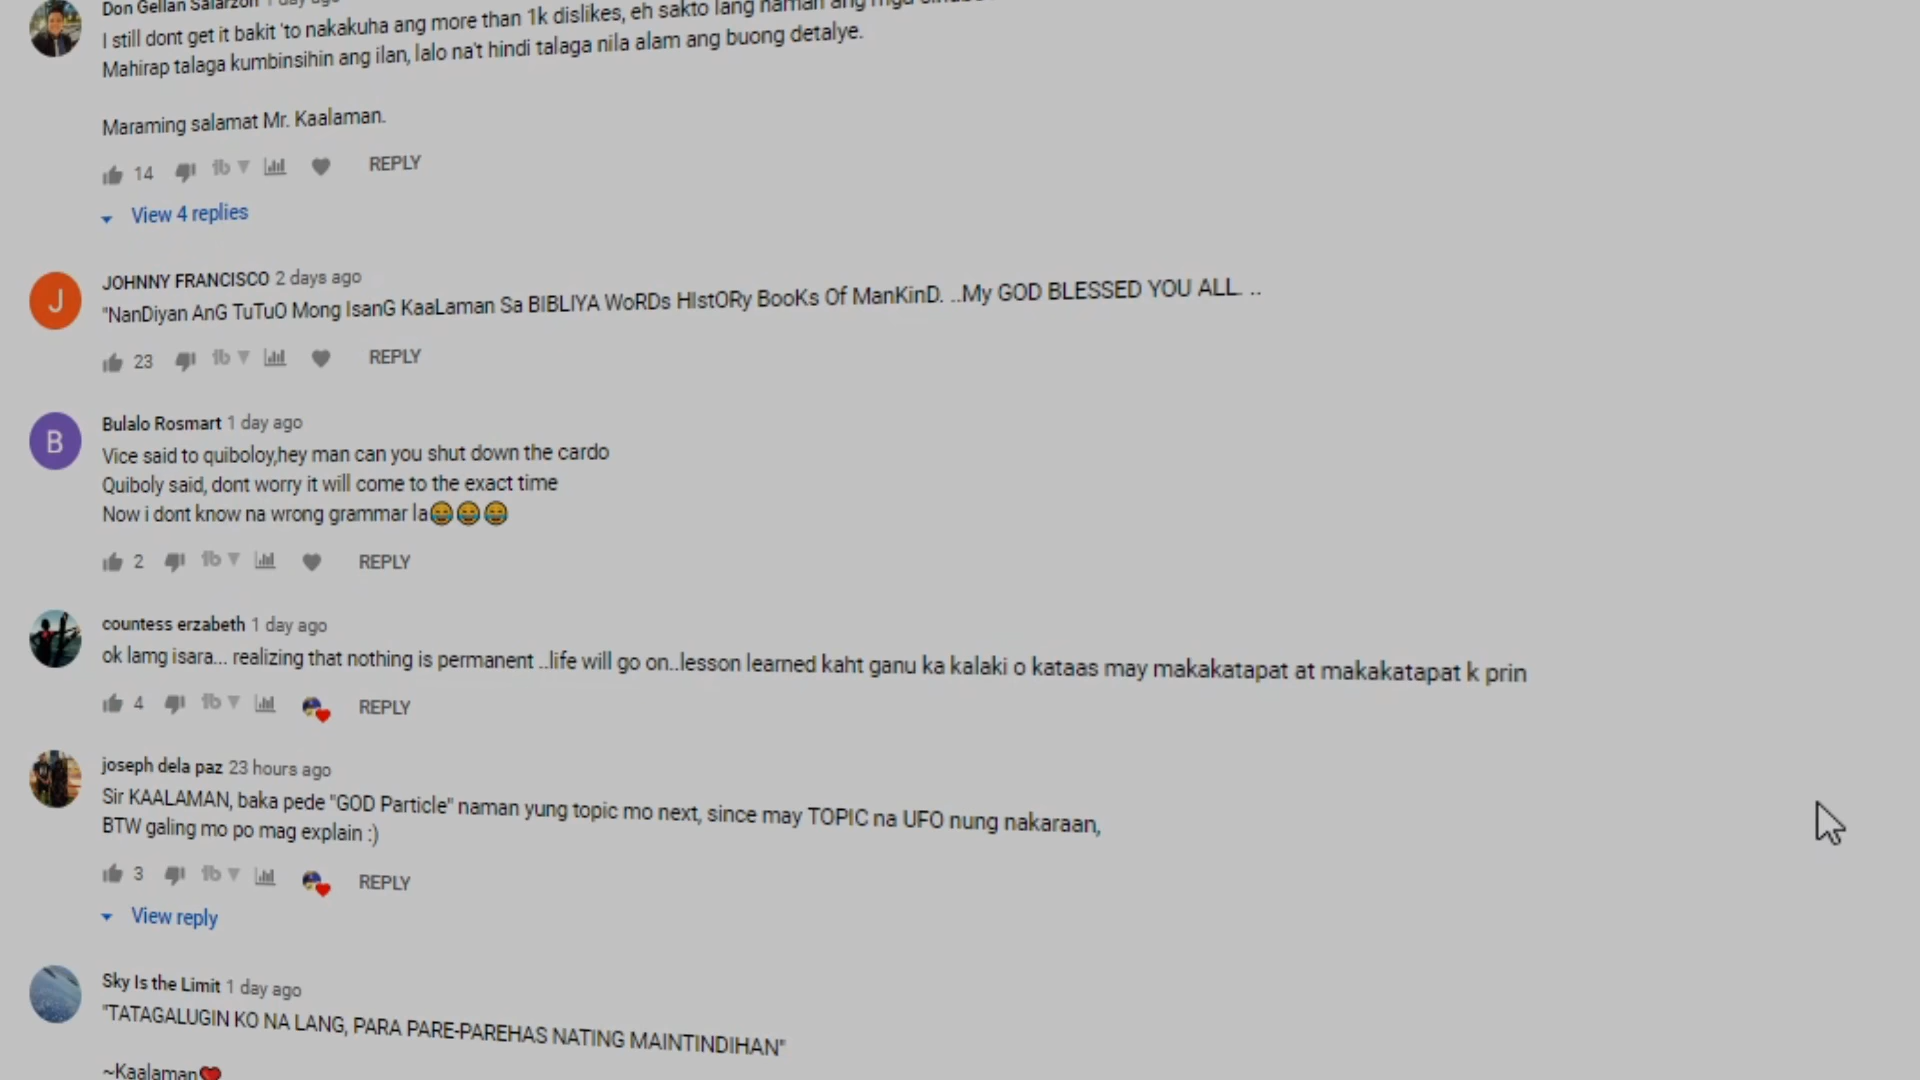 Don Gellan Salarzon 1 day ago
I still dont get it bakit 'to nakakuha ang more than 1k dislikes, eh sakto lang naman ang mga
Mahirap talaga kumbinsihin ang ilan, lalo na't hindi talaga nila alam ang buong detalye.
Maraming salamat Mr. Kaalaman.
14 REPLY
View 4 replies
J
JOHNNY FRANCISCO 2 days ago
"NanDiyan AnG TuTuO Mong IsanG KaaLaman Sa BIBLIYA WoRDs HIstORy BooKs Of ManKinD. ..My GOD BLESSED YOU ALL. ..
23 REPLY
B
Bulalo Rosmart 1 day ago
Vice said to quiboloy,hey man can you shut down the cardo
Quiboly said, dont worry it will come to the exact time
Now i dont know na wrong grammar la😂😂😂
2 REPLY
countess erzabeth 1 day ago
ok lamg isara... realizing that nothing is permanent ..life will go on..lesson learned kaht ganu ka kalaki o kataas may makakatapat at makakatapat k prin
4 REPLY
joseph dela paz 23 hours ago
Sir KAALAMAN, baka pede "GOD Particle" naman yung topic mo next, since may TOPIC na UFO nung nakaraan,
BTW galing mo po mag explain :)
3 REPLY
View reply
Sky Is the Limit 1 day ago
"TATAGALUGIN KO NA LANG, PARA PARE-PAREHAS NATING MAINTINDIHAN"
~Kaalaman❤